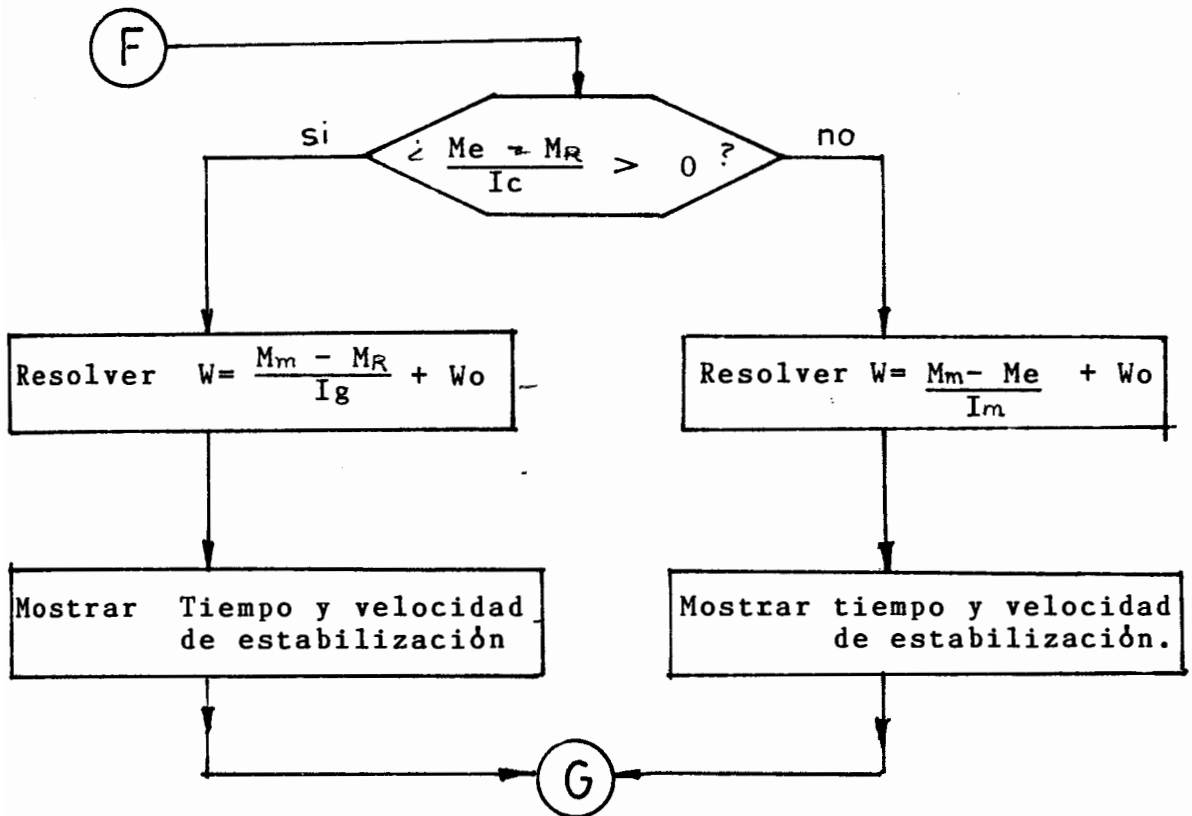 F
si
no
¿ Me - MR / Ic > 0 ?
Resolver W= Mm - MR / Ig + Wo
Resolver W= Mm- Me / Im + Wo
Mostrar Tiempo y velocidad
de estabilización
Mostrar tiempo y velocidad
de estabilización.
G